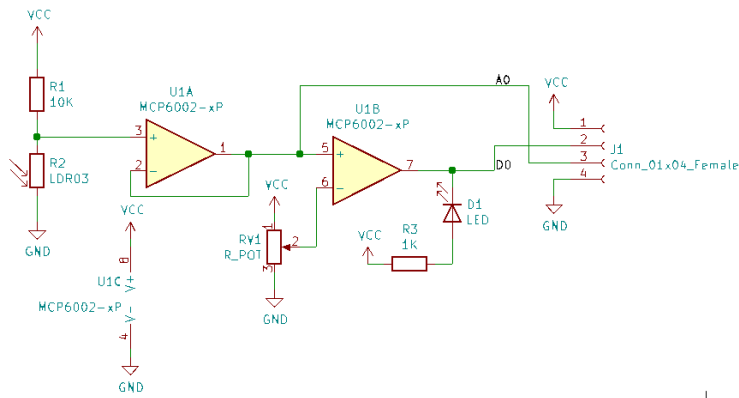 VCC
R1
10K
R2
LDR03
GND
U1A
MCP6002-xP
3
+
2
-
1
VCC
8
V+
U1C
MCP6002-xP
V-
4
GND
U1B
MCP6002-xP
5
+
6
-
7
VCC
RV1
R_POT
1
2
3
GND
VCC
R3
1K
D1
LED
A0
D0
VCC
1
2
3
4
J1
Conn_01x04_Female
GND